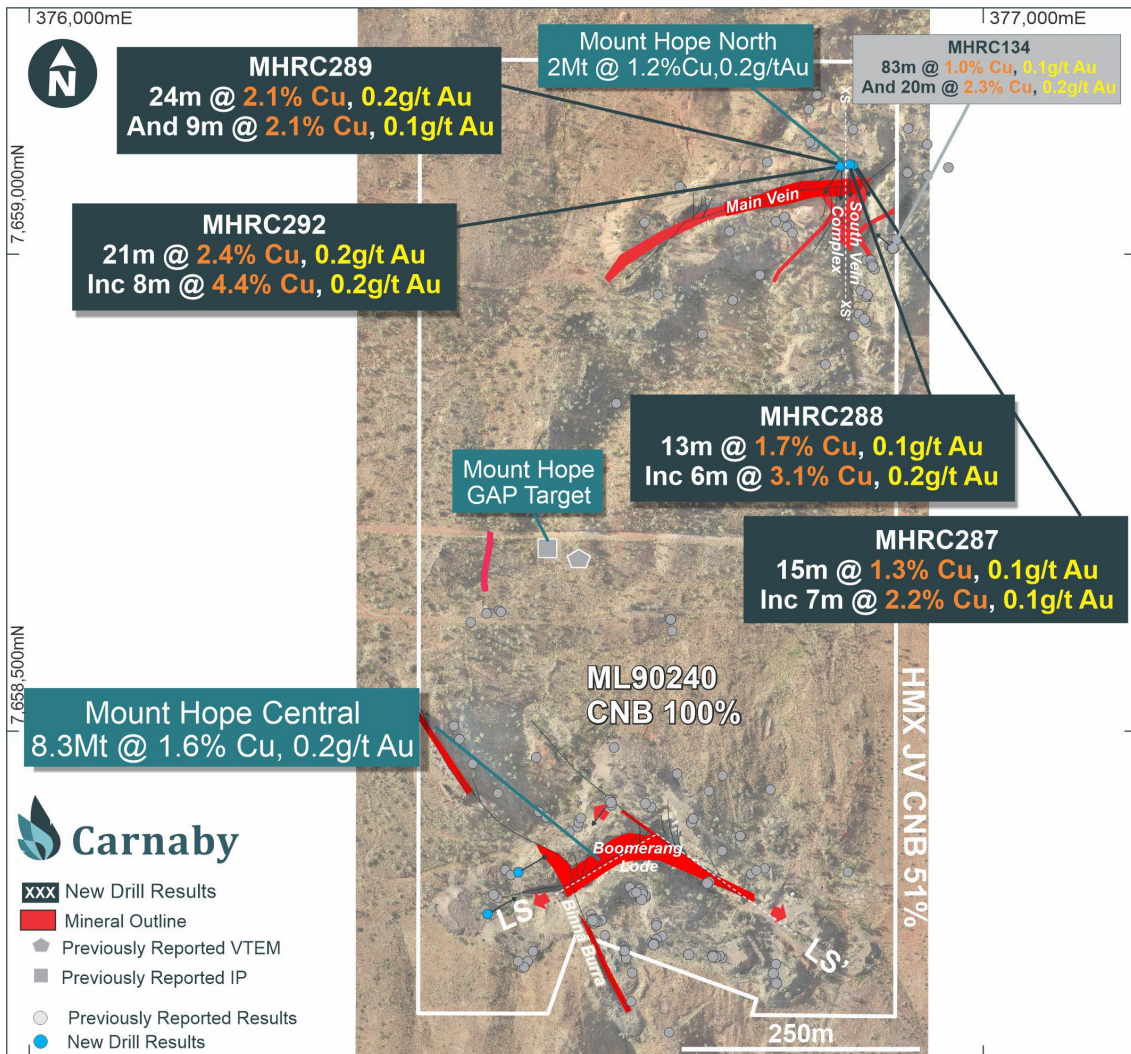 376,000mE
377,000mE
N
MHRC289
24m @ 2.1% Cu, 0.2g/t Au
And 9m @ 2.1% Cu, 0.1g/t Au
Mount Hope North
2Mt @ 1.2%Cu,0.2g/tAu
MHRC134
83m @ 1.0% Cu, 0.1g/t Au
And 20m @ 2.3% Cu, 0.2g/t Au
XS
7,659,000mN
Main Vein
South Vein
Complex
XS'
MHRC292
21m @ 2.4% Cu, 0.2g/t Au
Inc 8m @ 4.4% Cu, 0.2g/t Au
MHRC288
13m @ 1.7% Cu, 0.1g/t Au
Inc 6m @ 3.1% Cu, 0.2g/t Au
Mount Hope
GAP Target
MHRC287
15m @ 1.3% Cu, 0.1g/t Au
Inc 7m @ 2.2% Cu, 0.1g/t Au
7,658,500mN
ML90240
CNB 100%
HMX JV CNB 51%
Mount Hope Central
8.3Mt @ 1.6% Cu, 0.2g/t Au
Boomerang
Lode
LS
Binna Burra
LS'
Carnaby
XXX New Drill Results
Mineral Outline
Previously Reported VTEM
Previously Reported IP
Previously Reported Results
New Drill Results
250m